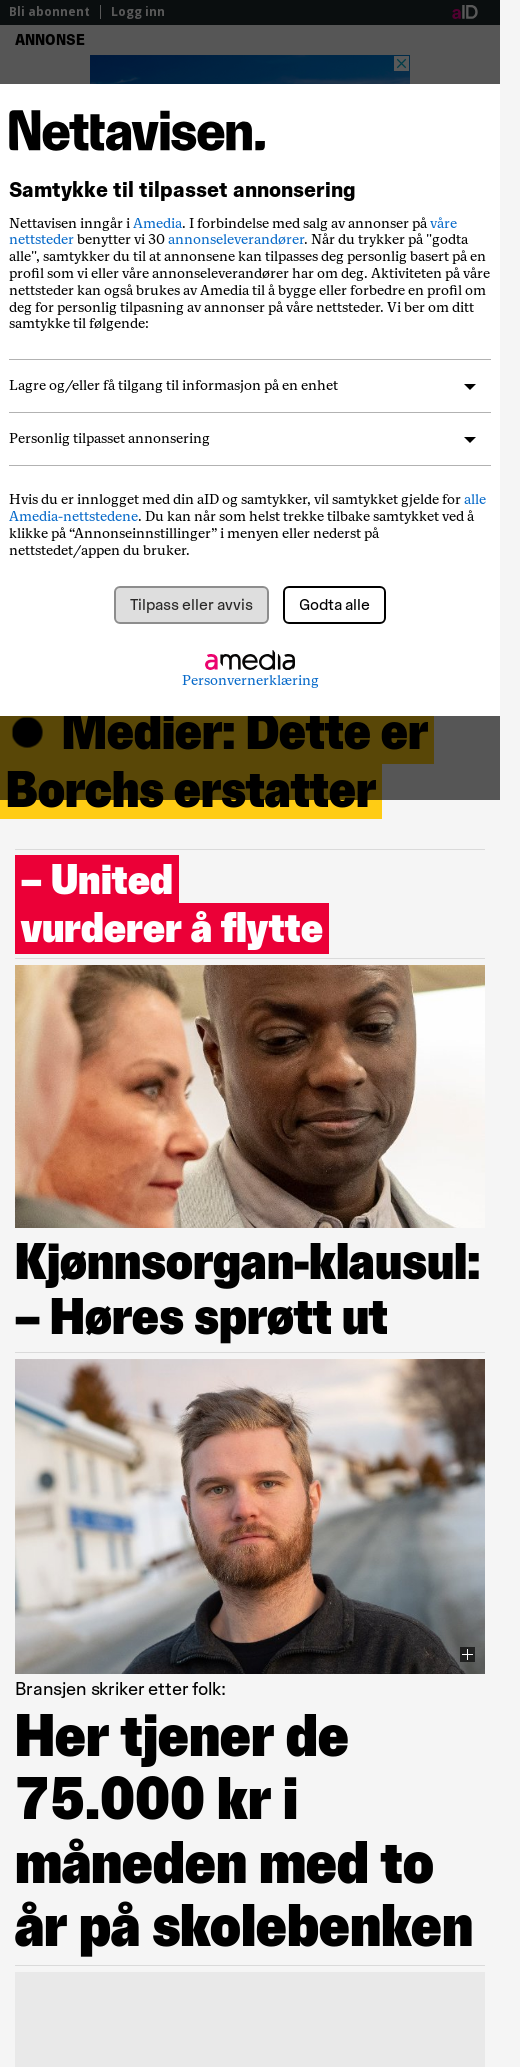 Bli abonnent | Logg inn
aID
ANNONSE
Nettavisen.
Samtykke til tilpasset annonsering
Nettavisen inngår i Amedia. I forbindelse med salg av annonser på våre
nettsteder benytter vi 30 annonseleverandører. Når du trykker på "godta
alle", samtykker du til at annonsene kan tilpasses deg personlig basert på en
profil som vi eller våre annonseleverandører har om deg. Aktiviteten på våre
nettsteder kan også brukes av Amedia til å bygge eller forbedre en profil om
deg for personlig tilpasning av annonser på våre nettsteder. Vi ber om ditt
samtykke til følgende:
Lagre og/eller få tilgang til informasjon på en enhet
Personlig tilpasset annonsering
Hvis du er innlogget med din aID og samtykker, vil samtykket gjelde for alle
Amedia-nettstedene. Du kan når som helst trekke tilbake samtykket ved å
klikke på “Annonseinnstillinger” i menyen eller nederst på
nettstedet/appen du bruker.
Tilpass eller avvis
Godta alle
amedia
Personvernerklæring
● Medier: Dette er
Borchs erstatter
– United
vurderer å flytte
Kjønnsorgan-klausul:
– Høres sprøtt ut
Bransjen skriker etter folk:
Her tjener de
75.000 kr i
måneden med to
år på skolebenken